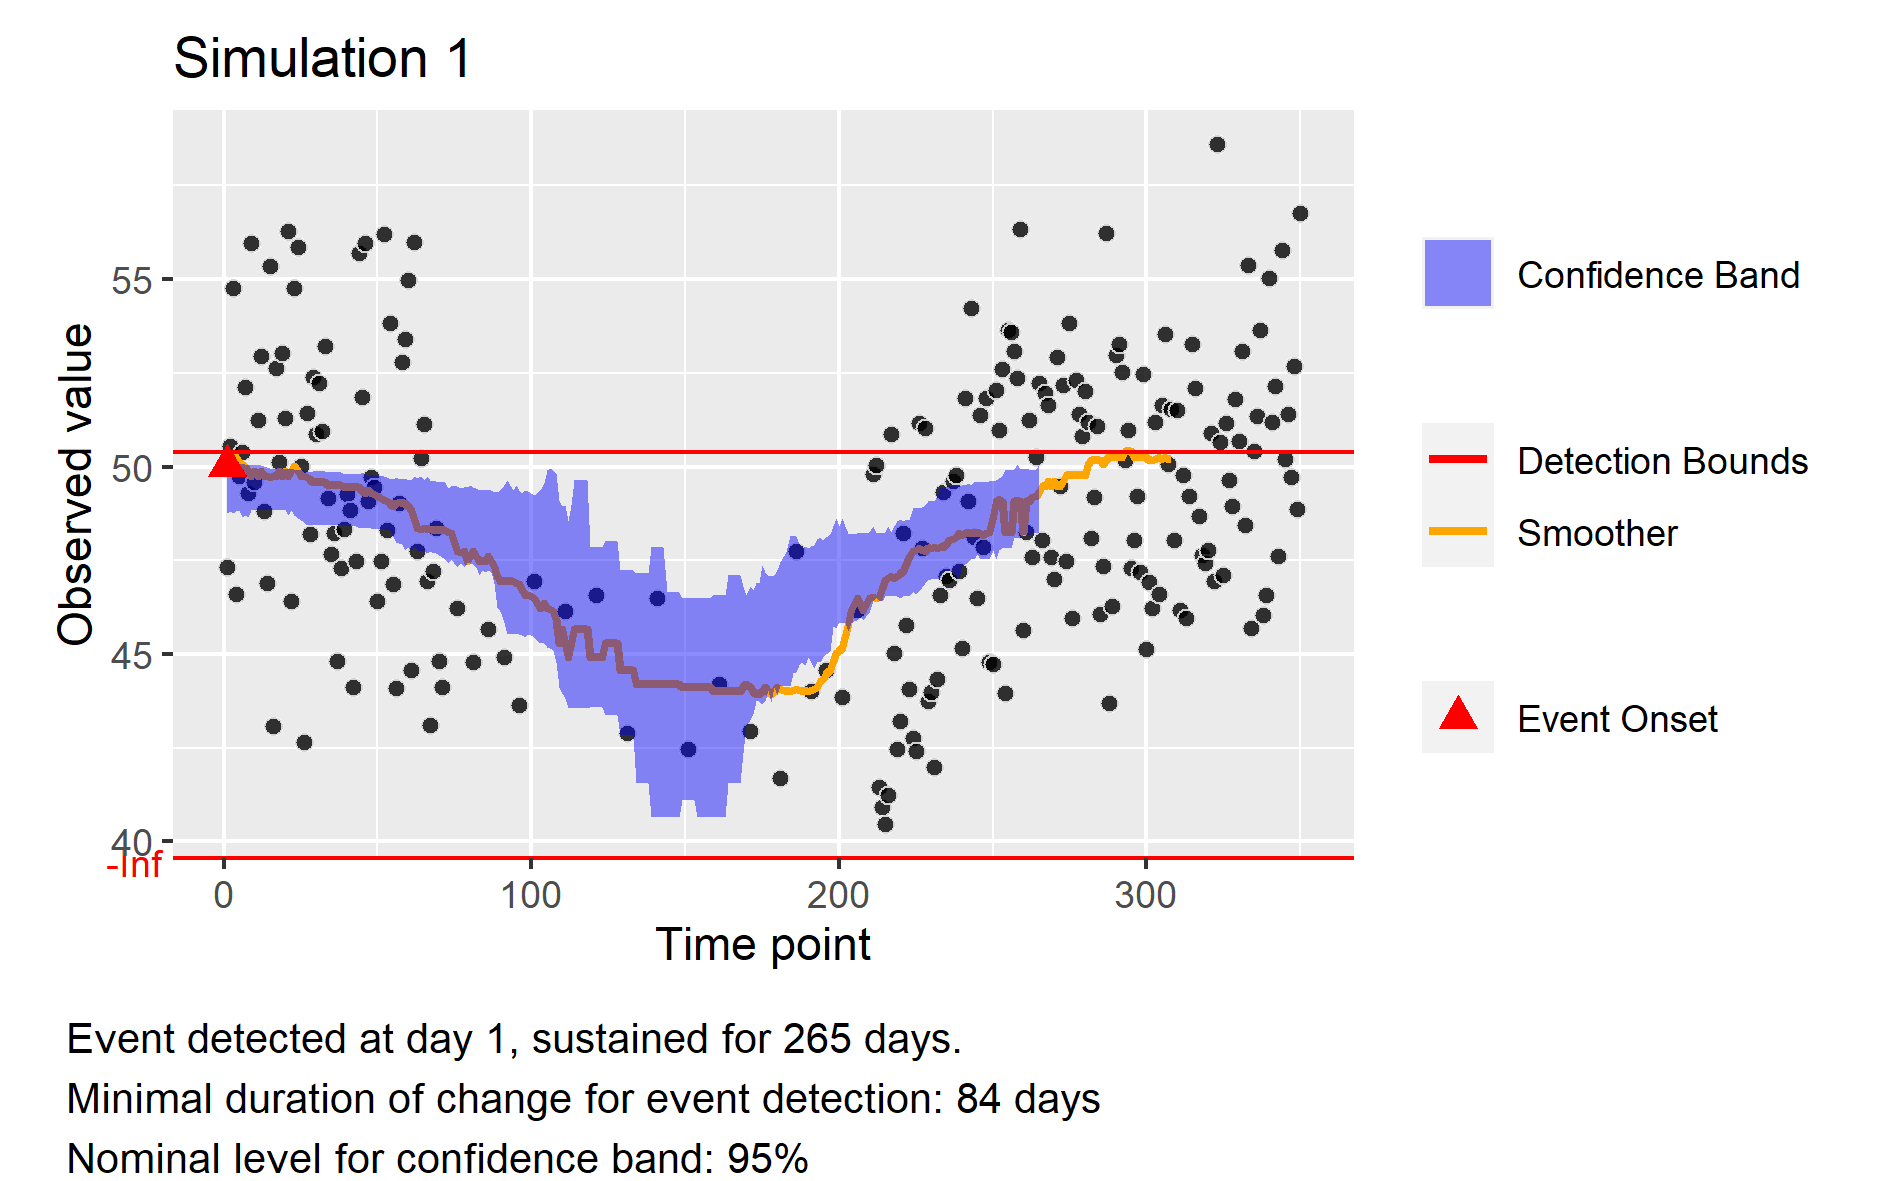 Simulation 1
Observed value
55
50
45
40
-Inf
0 100 200 300
Time point
Confidence Band
Detection Bounds
Smoother
Event Onset
Event detected at day 1, sustained for 265 days.
Minimal duration of change for event detection: 84 days
Nominal level for confidence band: 95%